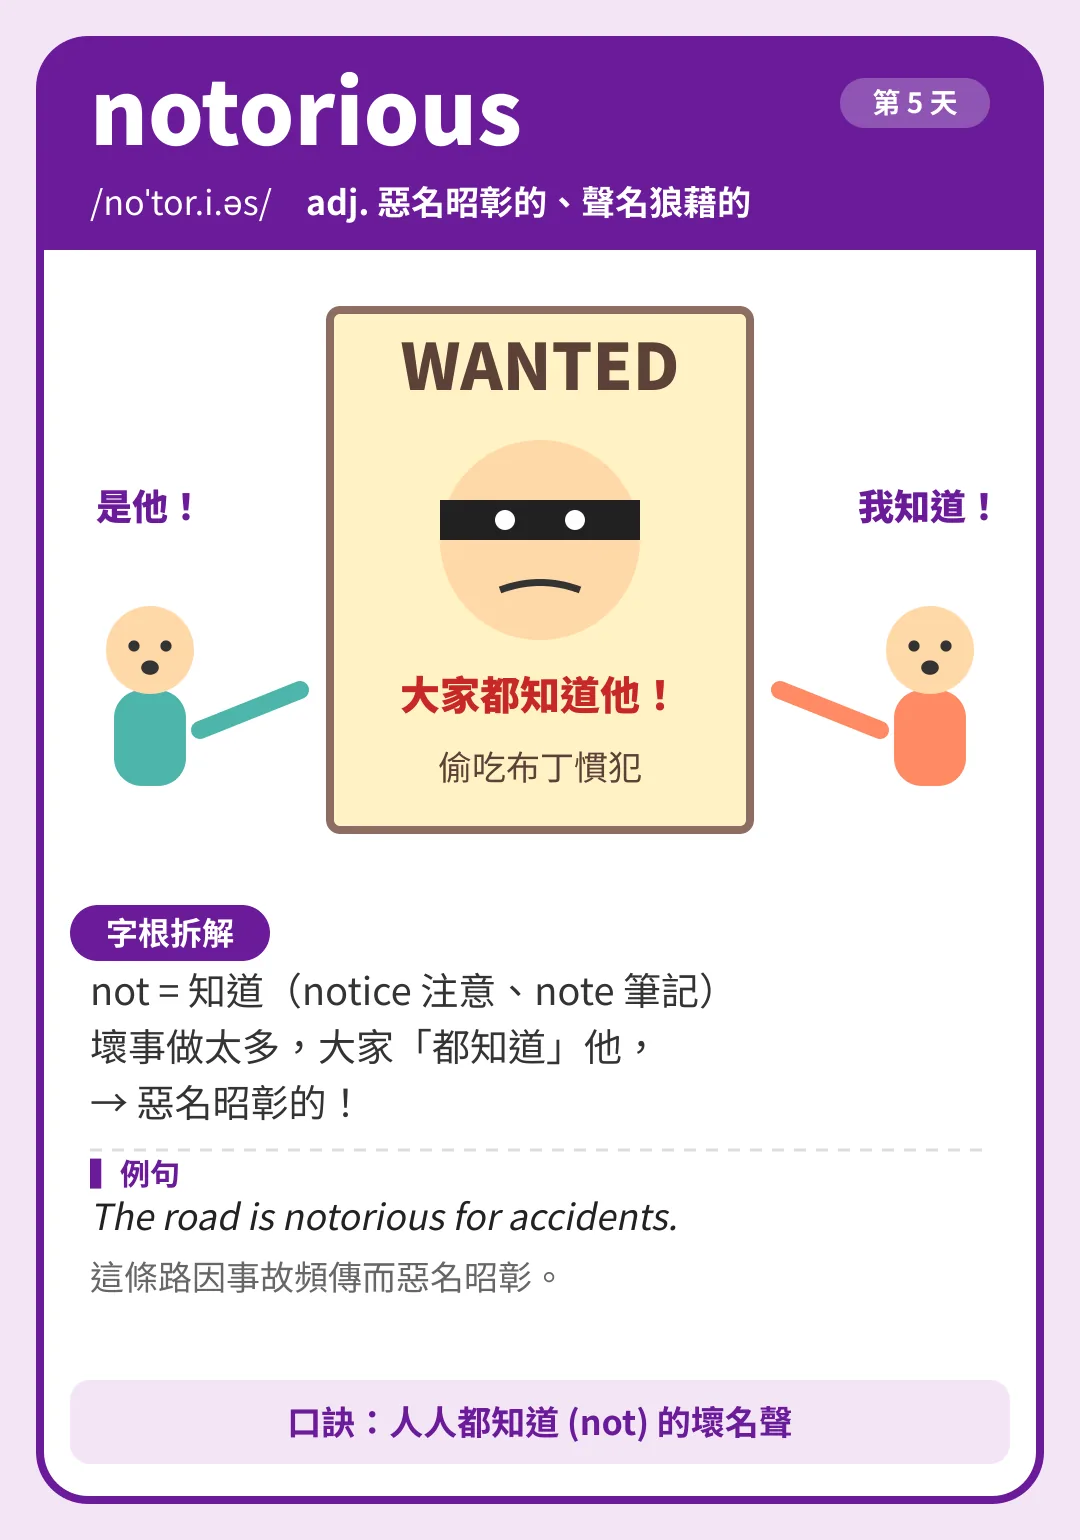 notorious
第 5 天
/noˈtor.i.əs/ adj. 惡名昭彰的、聲名狼藉的
WANTED
是他！
我知道！
大家都知道他！
偷吃布丁慣犯
字根拆解
not = 知道（notice 注意、note 筆記）
壞事做太多，大家「都知道」他，
→ 惡名昭彰的！
例句
The road is notorious for accidents.
這條路因事故頻傳而惡名昭彰。
口訣：人人都知道 (not) 的壞名聲